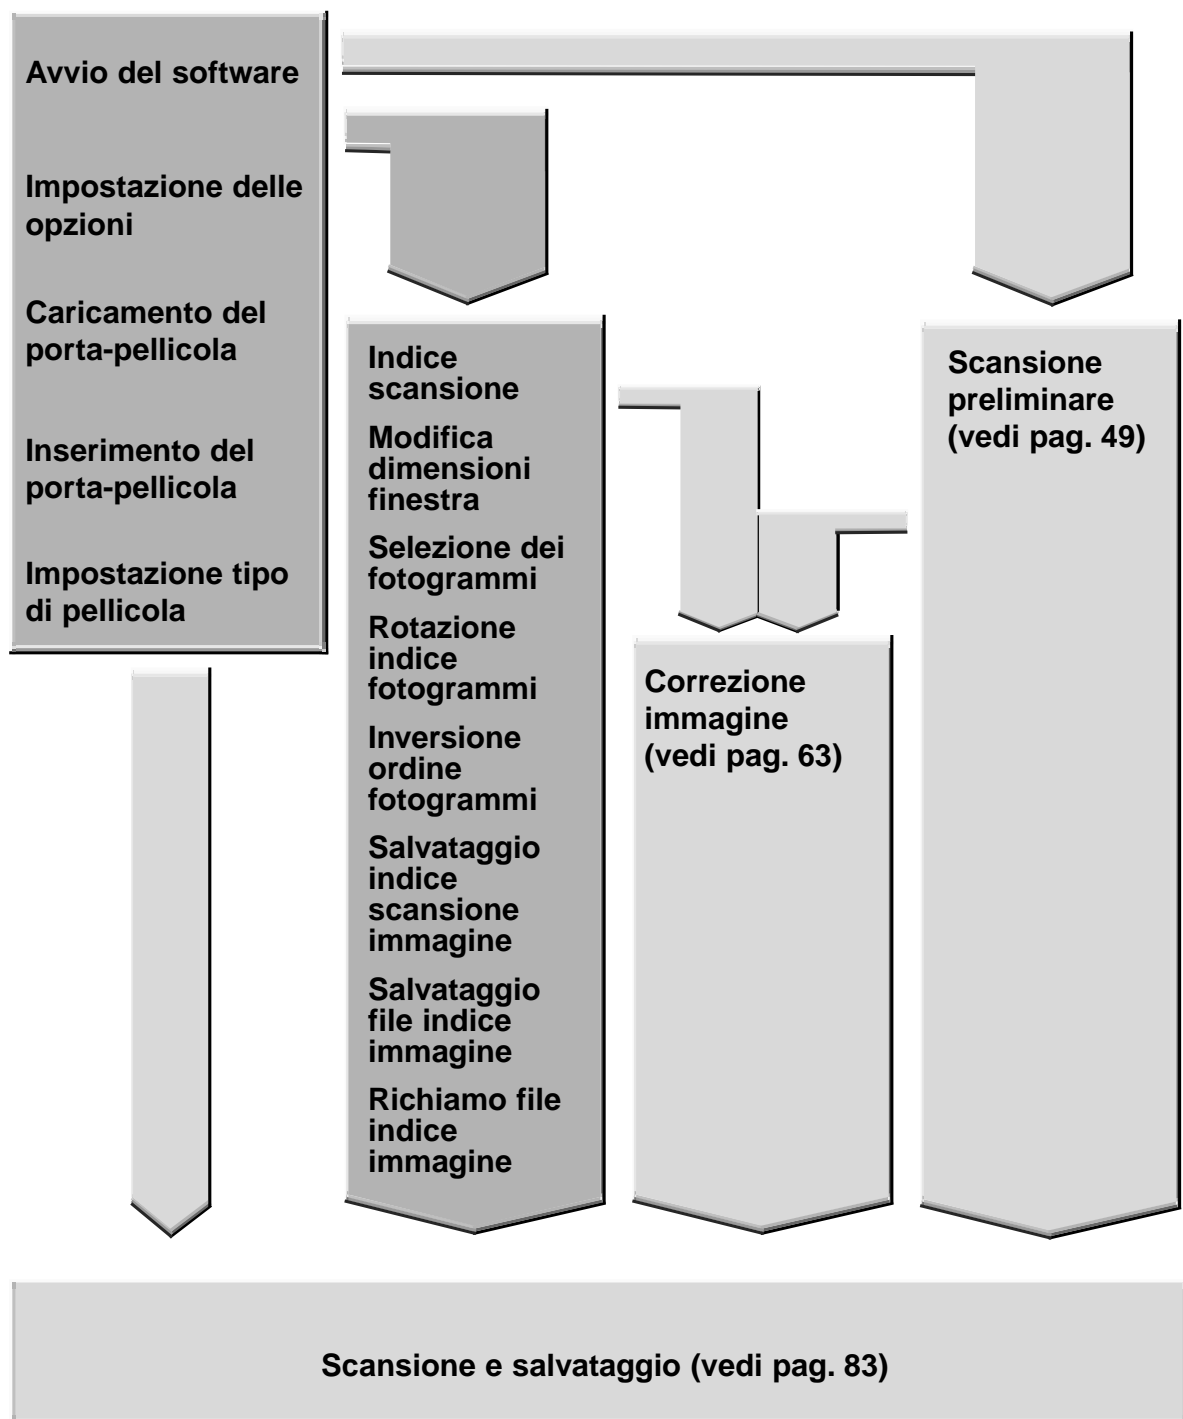 Avvio del software
Impostazione delle
opzioni
Caricamento del
porta-pellicola
Inserimento del
porta-pellicola
Impostazione tipo
di pellicola
Indice
scansione
Modifica
dimensioni
finestra
Selezione dei
fotogrammi
Rotazione
indice
fotogrammi
Inversione
ordine
fotogrammi
Salvataggio
indice
scansione
immagine
Salvataggio
file indice
immagine
Richiamo file
indice
immagine
Correzione
immagine
(vedi pag. 63)
Scansione
preliminare
(vedi pag. 49)
Scansione e salvataggio (vedi pag. 83)